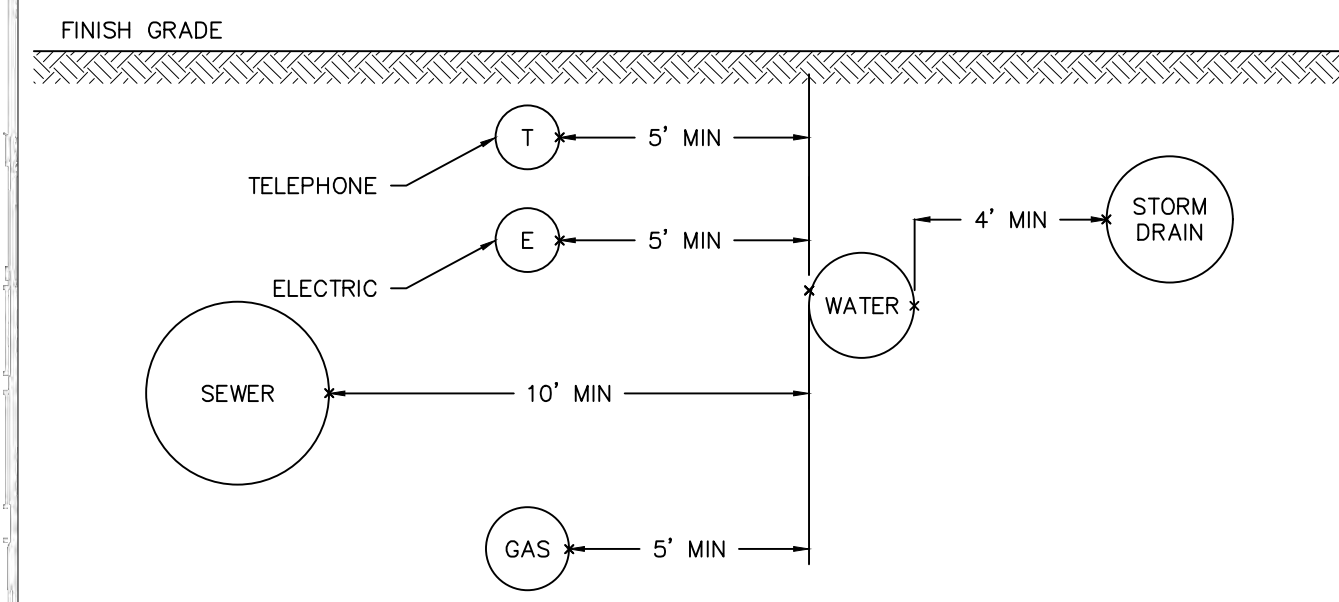 FINISH GRADE
T
5' MIN
TELEPHONE
E
5' MIN
ELECTRIC
4' MIN
STORM
DRAIN
WATER
SEWER
10' MIN
GAS
5' MIN